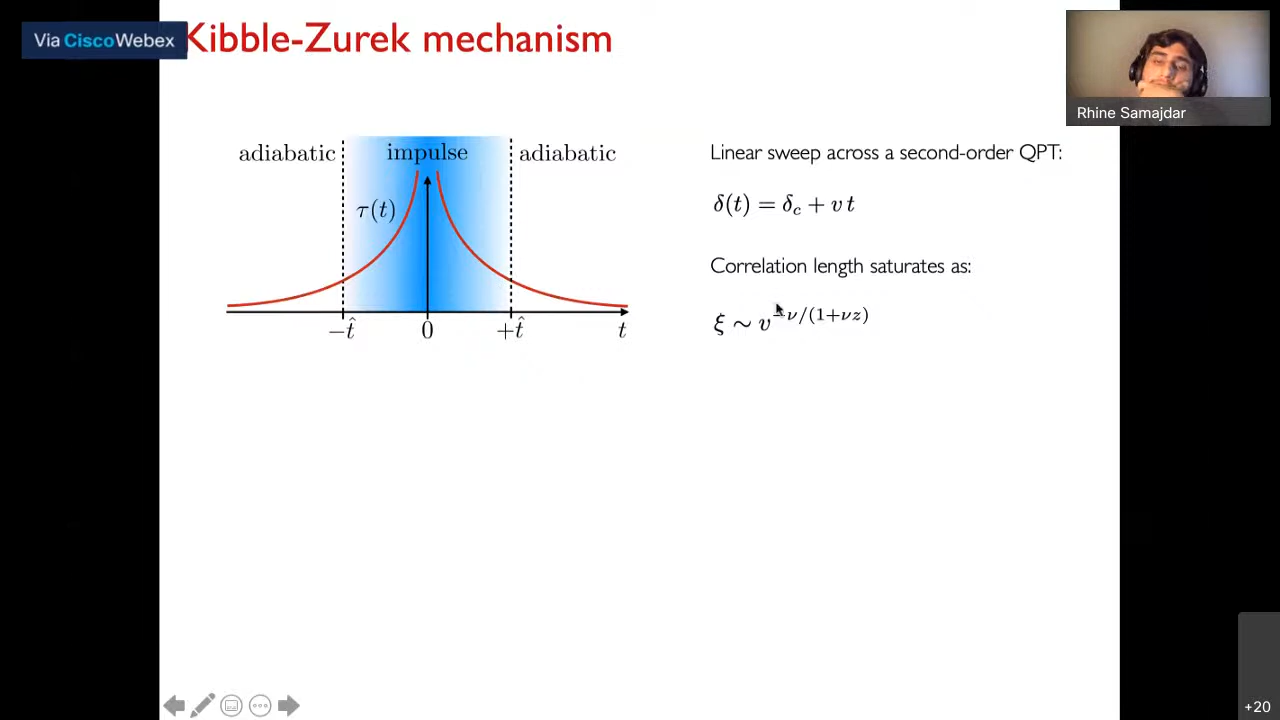 Via Cisco Webex
Kibble-Zurek mechanism
Rhine Samajdar
adiabatic
impulse
adiabatic
τ(t)
−t̂
0
+t̂
t
Linear sweep across a second-order QPT:
δ(t) = δ_c + v t
Correlation length saturates as:
ξ ∼ v^{−ν/(1+νz)}
+20